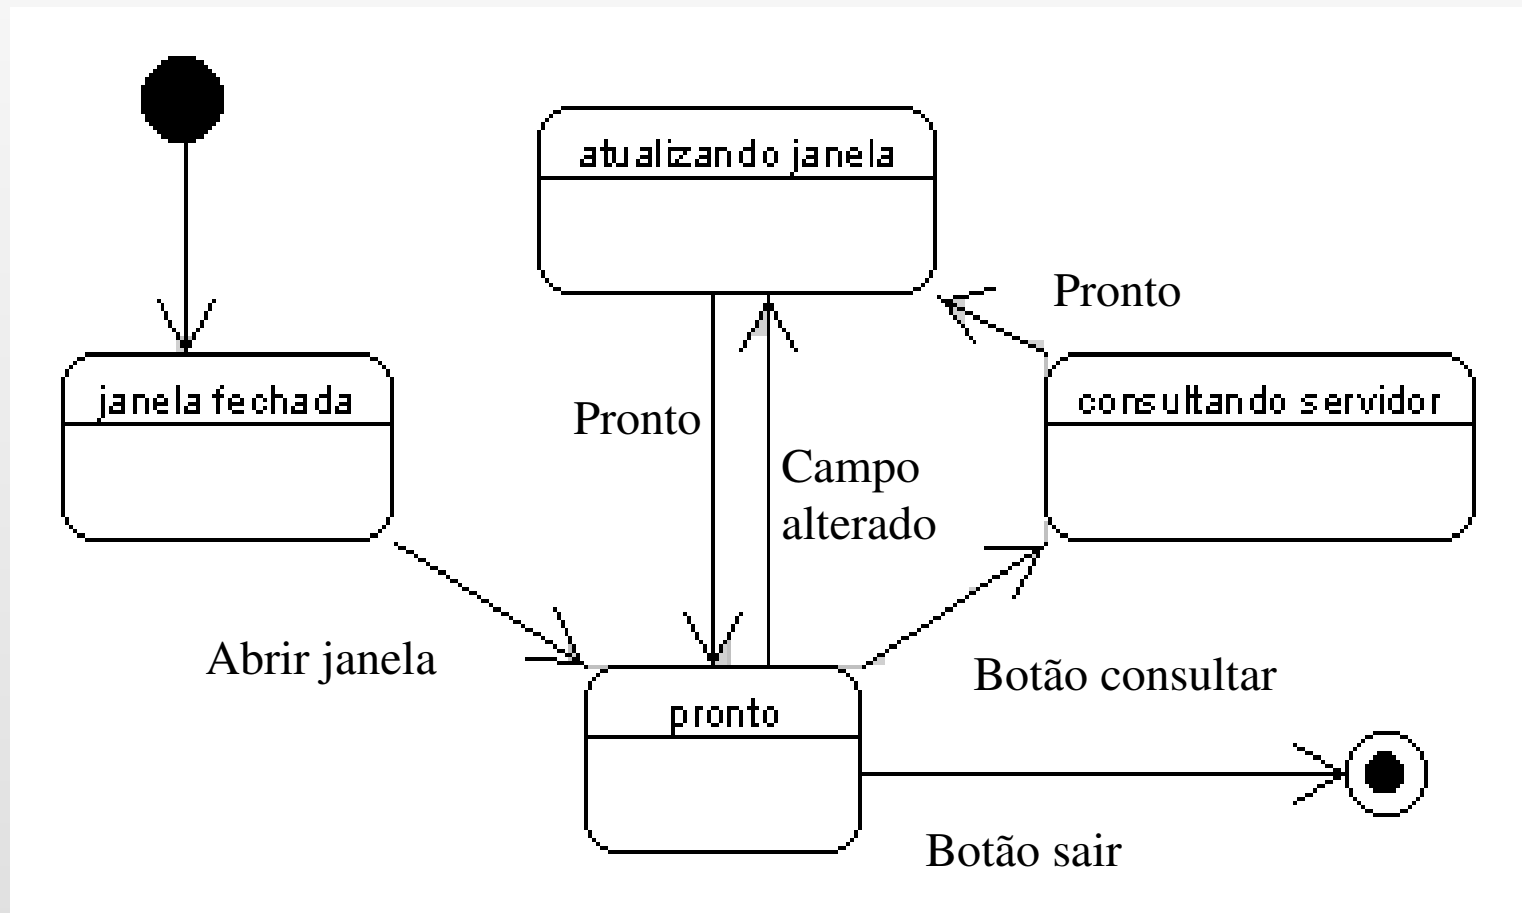 atualizando janela
Pronto
janela fechada
consultando servidor
Pronto
Campo
alterado
Abrir janela
Botão consultar
pronto
Botão sair